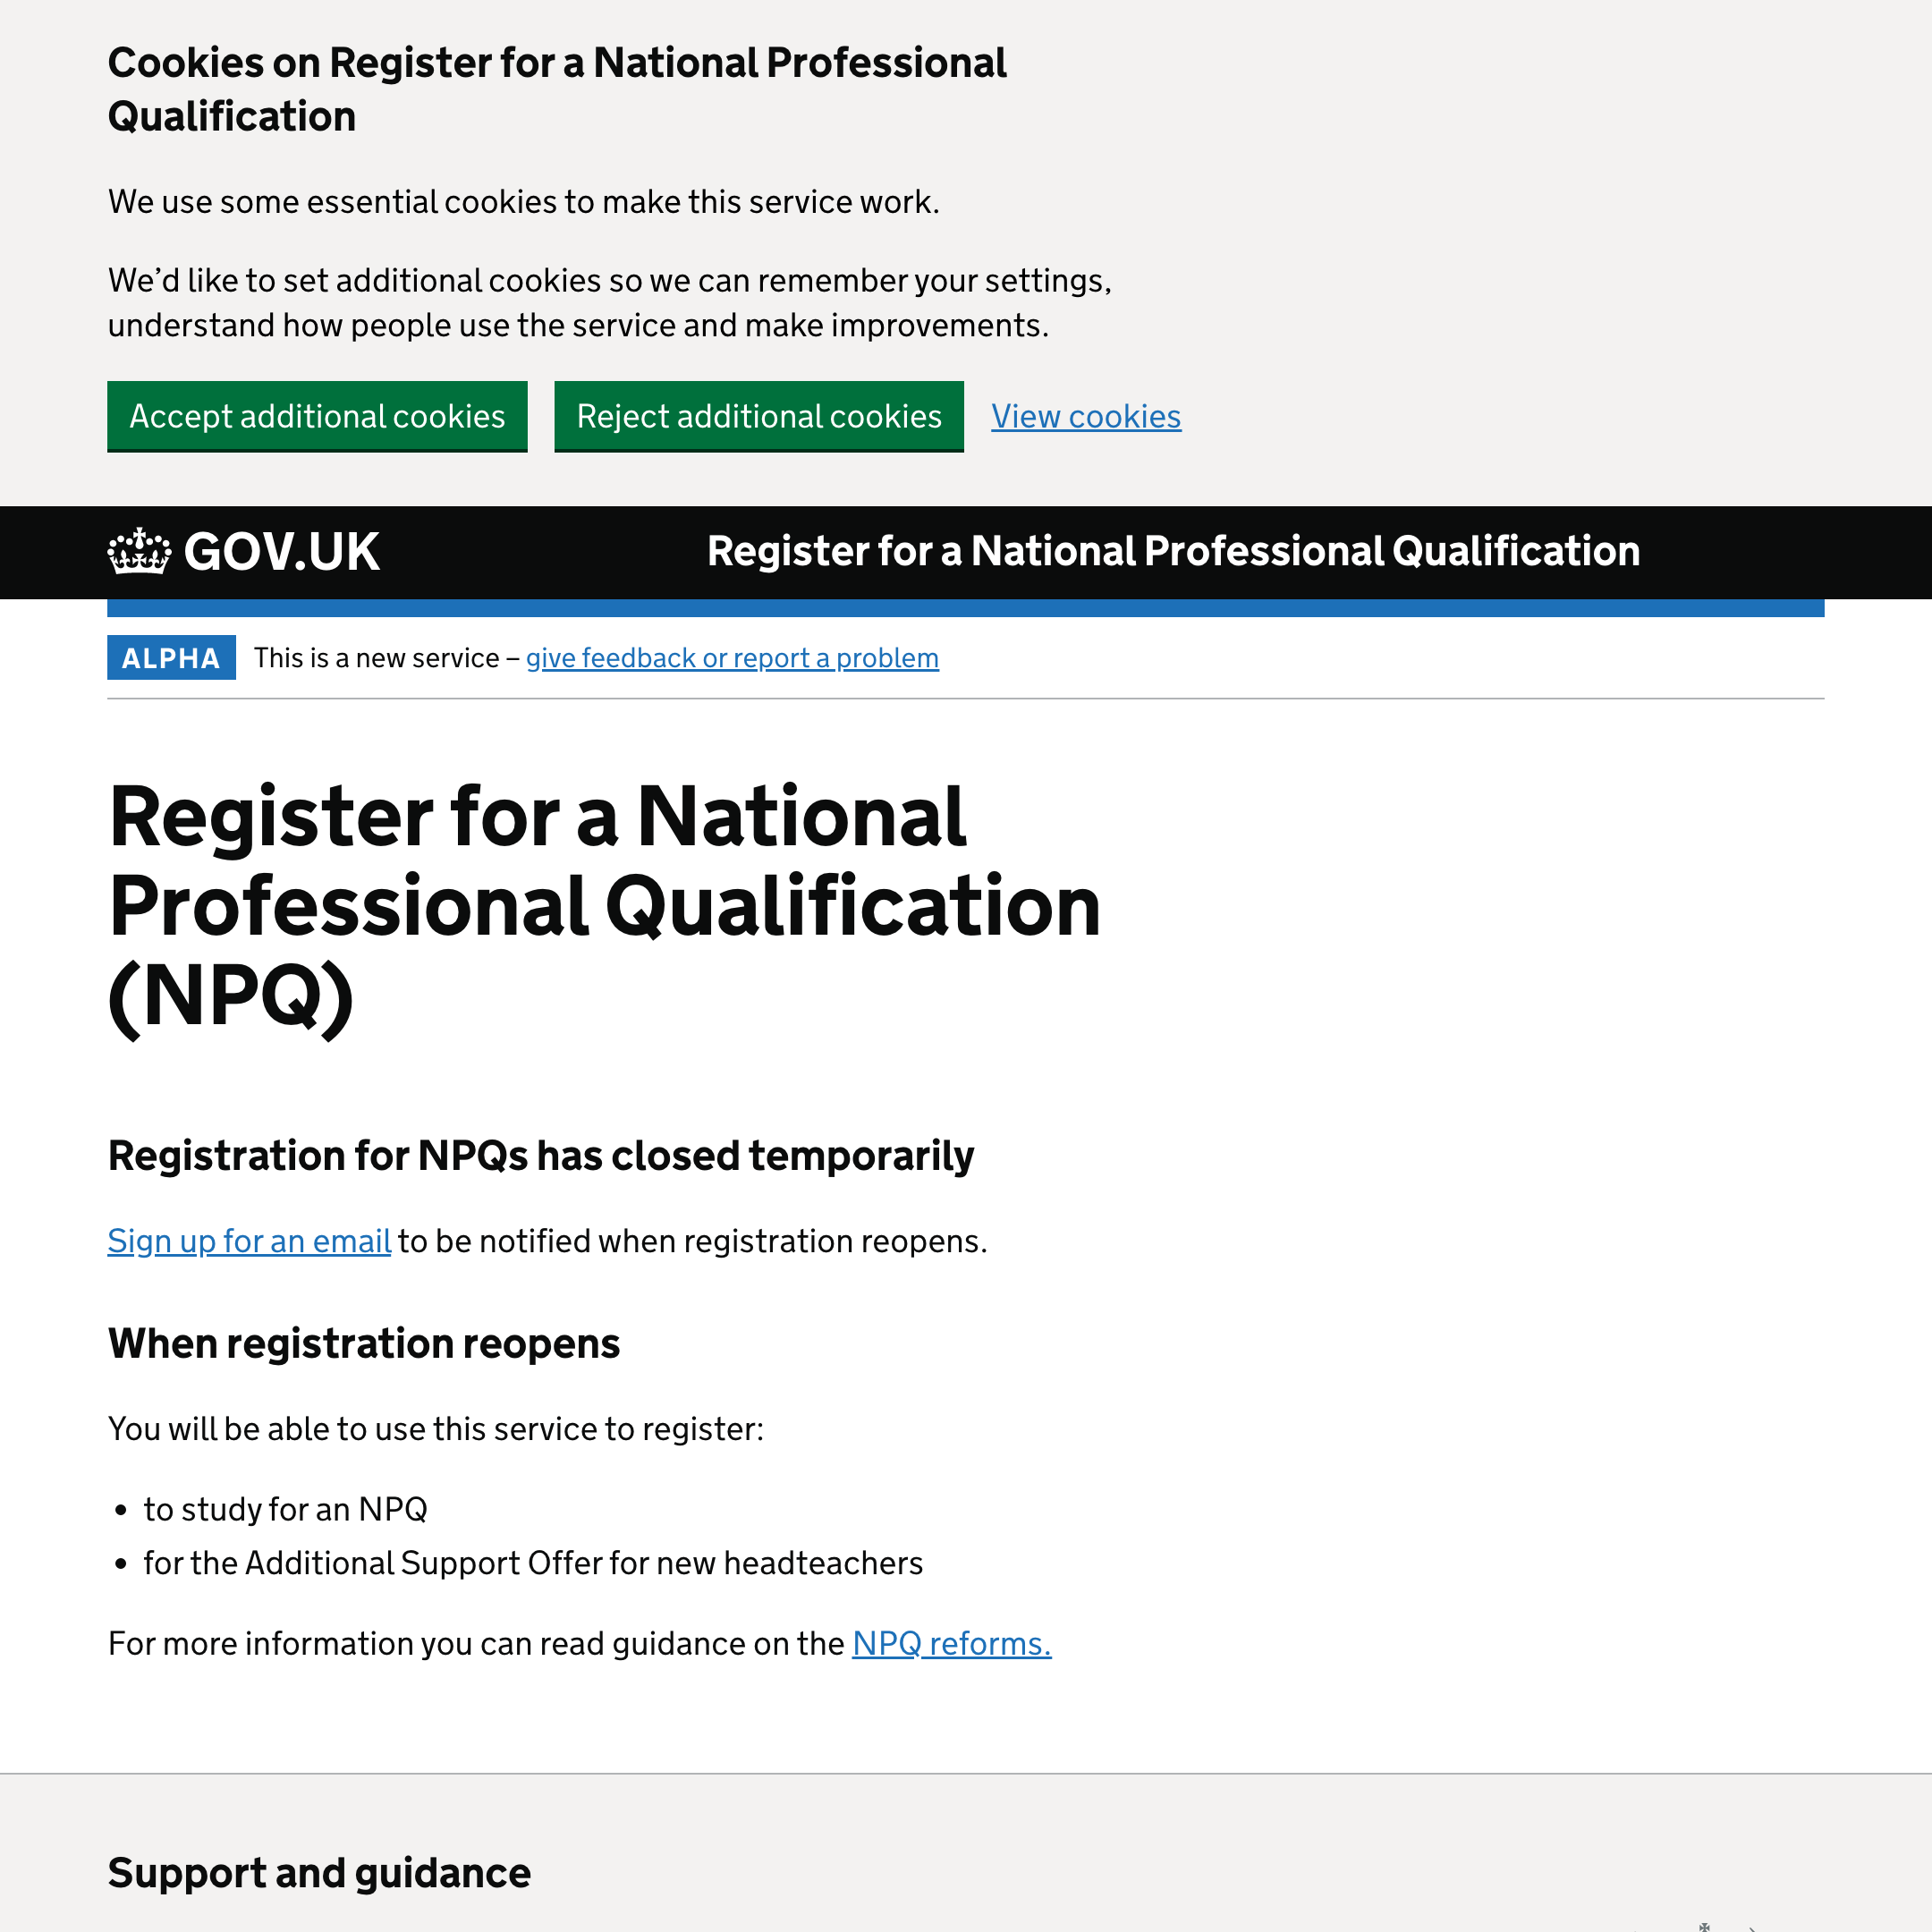 Cookies on Register for a National Professional
Qualification
We use some essential cookies to make this service work.
We’d like to set additional cookies so we can remember your settings,
understand how people use the service and make improvements.
Accept additional cookies Reject additional cookies View cookies
GOV.UK Register for a National Professional Qualification
ALPHA This is a new service – give feedback or report a problem
Register for a National
Professional Qualification
(NPQ)
Registration for NPQs has closed temporarily
Sign up for an email to be notified when registration reopens.
When registration reopens
You will be able to use this service to register:
• to study for an NPQ
• for the Additional Support Offer for new headteachers
For more information you can read guidance on the NPQ reforms.
Support and guidance